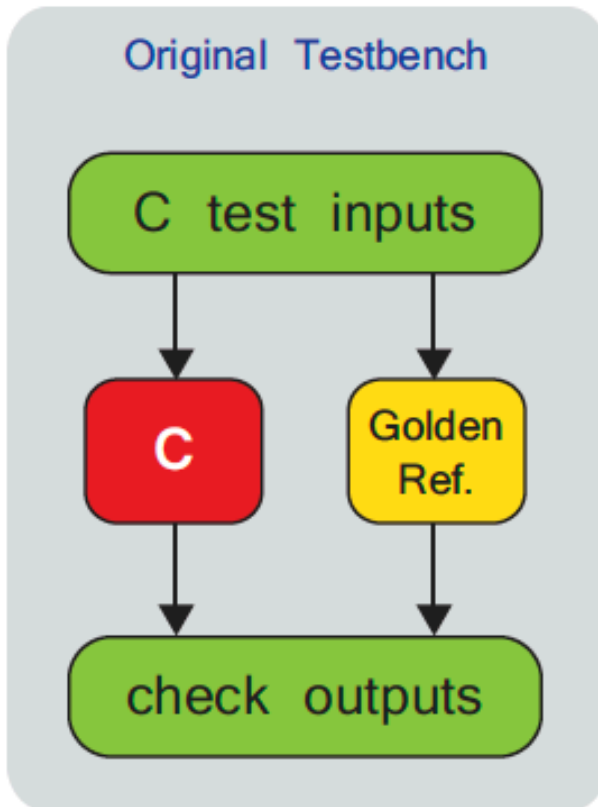 Original Testbench
C test inputs
C
Golden
Ref.
check outputs